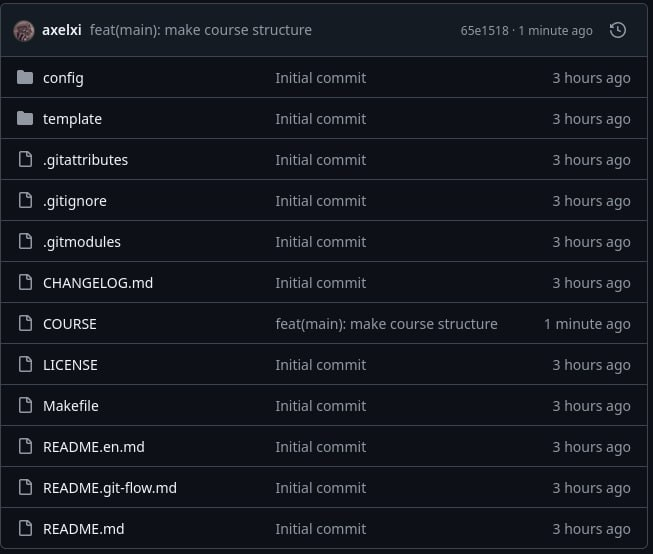 axelxi feat(main): make course structure 65e1518 · 1 minute ago
config Initial commit 3 hours ago
template Initial commit 3 hours ago
.gitattributes Initial commit 3 hours ago
.gitignore Initial commit 3 hours ago
.gitmodules Initial commit 3 hours ago
CHANGELOG.md Initial commit 3 hours ago
COURSE feat(main): make course structure 1 minute ago
LICENSE Initial commit 3 hours ago
Makefile Initial commit 3 hours ago
README.en.md Initial commit 3 hours ago
README.git-flow.md Initial commit 3 hours ago
README.md Initial commit 3 hours ago